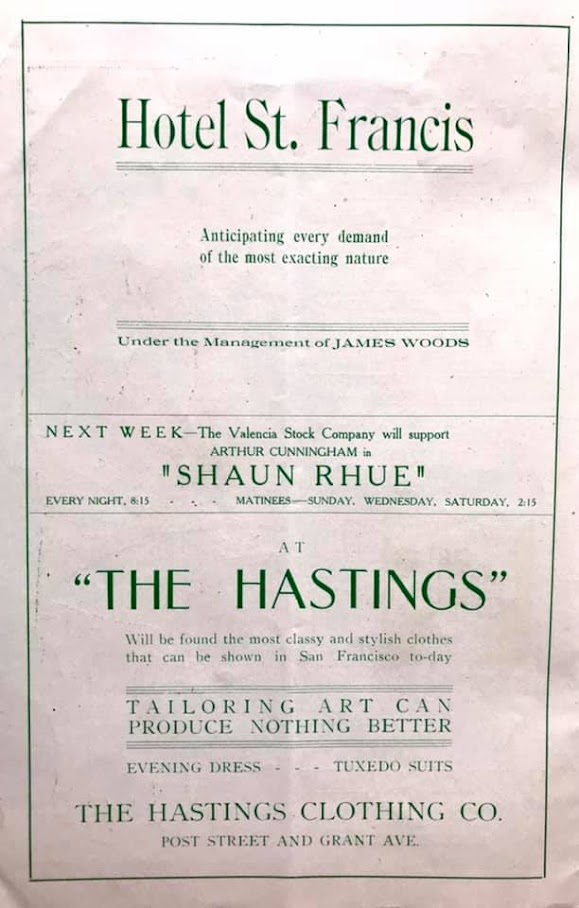 Hotel St. Francis
Anticipating every demand
of the most exacting nature
Under the Management of JAMES WOODS
NEXT WEEK—The Valencia Stock Company will support
ARTHUR CUNNINGHAM in
"SHAUN RHUE"
EVERY NIGHT, 8:15 - - - MATINEES—SUNDAY, WEDNESDAY, SATURDAY, 2:15
AT
“THE HASTINGS”
Will be found the most classy and stylish clothes
that can be shown in San Francisco to-day
TAILORING ART CAN
PRODUCE NOTHING BETTER
EVENING DRESS - - - TUXEDO SUITS
THE HASTINGS CLOTHING CO.
POST STREET AND GRANT AVE.